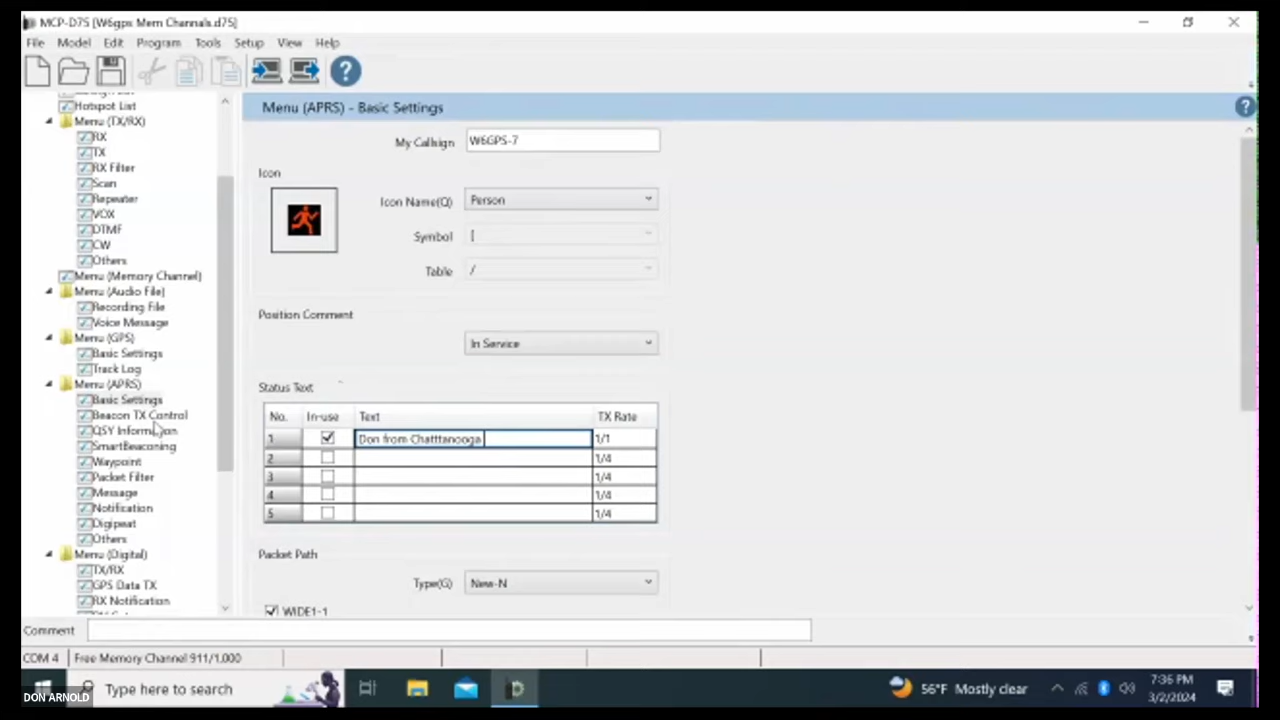 MCP-D75 [W6gps Mem Channels.d75]
File Model Edit Program Tools Setup View Help
Hotspot List
Menu (TX/RX)
RX
TX
RX Filter
Scan
Repeater
VOX
DTMF
CW
Others
Menu (Memory Channel)
Menu (Audio File)
Recording File
Voice Message
Menu (GPS)
Basic Settings
Track Log
Menu (APRS)
Basic Settings
Beacon TX Control
QSY Information
SmartBeaconing
Waypoint
Packet Filter
Message
Notification
Digipeat
Others
Menu (Digital)
TX/RX
GPS Data TX
RX Notification
Menu (APRS) - Basic Settings
My Callsign W6GPS-7
Icon
Icon Name(Q) Person
Symbol [
Table /
Position Comment
In Service
Status Text
No. In-use Text TX Rate
1 Don from Chatttanooga 1/1
2 1/4
3 1/4
4 1/4
5 1/4
Packet Path
Type(G) New-N
WIDE1-1
Comment
COM 4 Free Memory Channel 911/1,000
Type here to search
56°F Mostly clear
7:36 PM
3/2/2024
DON ARNOLD